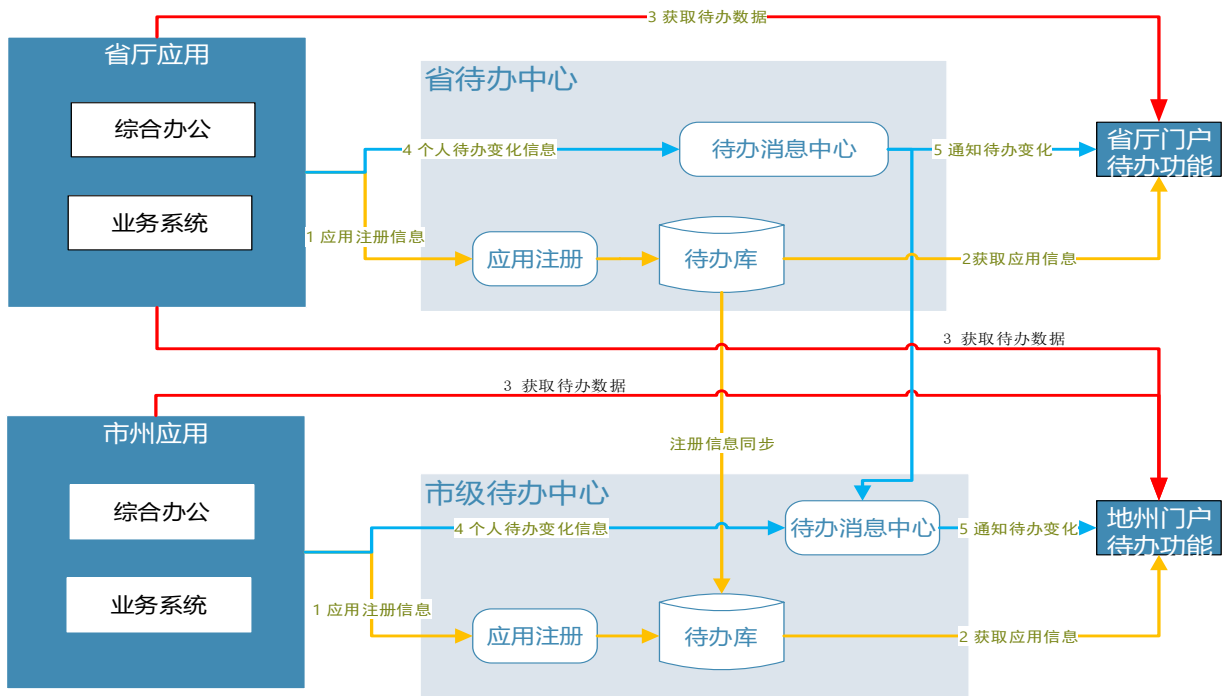 3 获取待办数据
省厅应用
综合办公
业务系统
省待办中心
4 个人待办变化信息
待办消息中心
5 通知待办变化
省厅门户
待办功能
1 应用注册信息
应用注册
待办库
2获取应用信息
3 获取待办数据
3 获取待办数据
市州应用
综合办公
业务系统
注册信息同步
市级待办中心
4 个人待办变化信息
待办消息中心
5 通知待办变化
地州门户
待办功能
1 应用注册信息
应用注册
待办库
2 获取应用信息